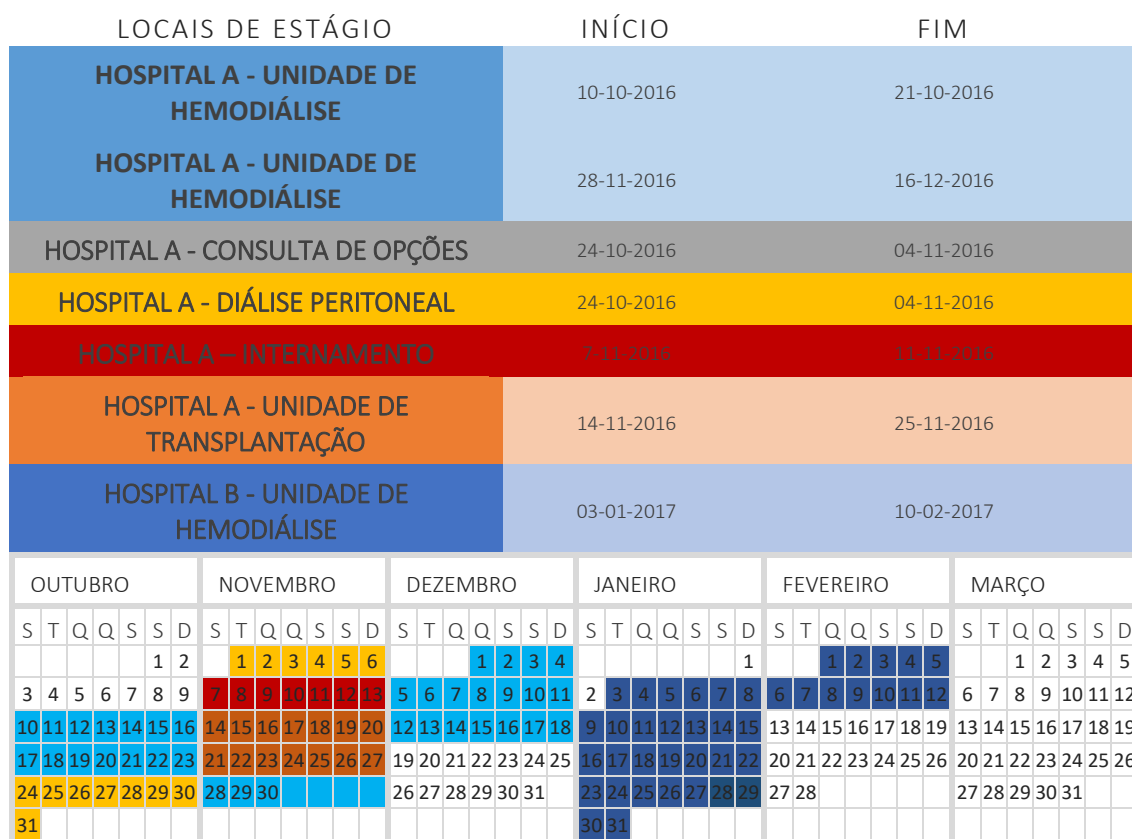 LOCAIS DE ESTÁGIO INÍCIO FIM
HOSPITAL A - UNIDADE DE
HEMODIÁLISE
10-10-2016 21-10-2016
HOSPITAL A - UNIDADE DE
HEMODIÁLISE
28-11-2016 16-12-2016
HOSPITAL A - CONSULTA DE OPÇÕES 24-10-2016 04-11-2016
HOSPITAL A - DIÁLISE PERITONEAL 24-10-2016 04-11-2016
HOSPITAL A – INTERNAMENTO 7-11-2016 11-11-2016
HOSPITAL A - UNIDADE DE
TRANSPLANTAÇÃO
14-11-2016 25-11-2016
HOSPITAL B - UNIDADE DE
HEMODIÁLISE
03-01-2017 10-02-2017
OUTUBRO NOVEMBRO DEZEMBRO JANEIRO FEVEREIRO MARÇO
S T Q Q S S D S T Q Q S S D S T Q Q S S D S T Q Q S S D S T Q Q S S D S T Q Q S S D
1 2 1 2 3 4 5 6 1 2 3 4 1 1 2 3 4 5 1 2 3 4 5
3 4 5 6 7 8 9 7 8 9 10 11 12 13 5 6 7 8 9 10 11 2 3 4 5 6 7 8 6 7 8 9 10 11 12 6 7 8 9 10 11 12
10 11 12 13 14 15 16 14 15 16 17 18 19 20 12 13 14 15 16 17 18 9 10 11 12 13 14 15 13 14 15 16 17 18 19 13 14 15 16 17 18 19
17 18 19 20 21 22 23 21 22 23 24 25 26 27 19 20 21 22 23 24 25 16 17 18 19 20 21 22 20 21 22 23 24 25 26 20 21 22 23 24 25 26
24 25 26 27 28 29 30 28 29 30 26 27 28 29 30 31 23 24 25 26 27 28 29 27 28 27 28 29 30 31
31 30 31